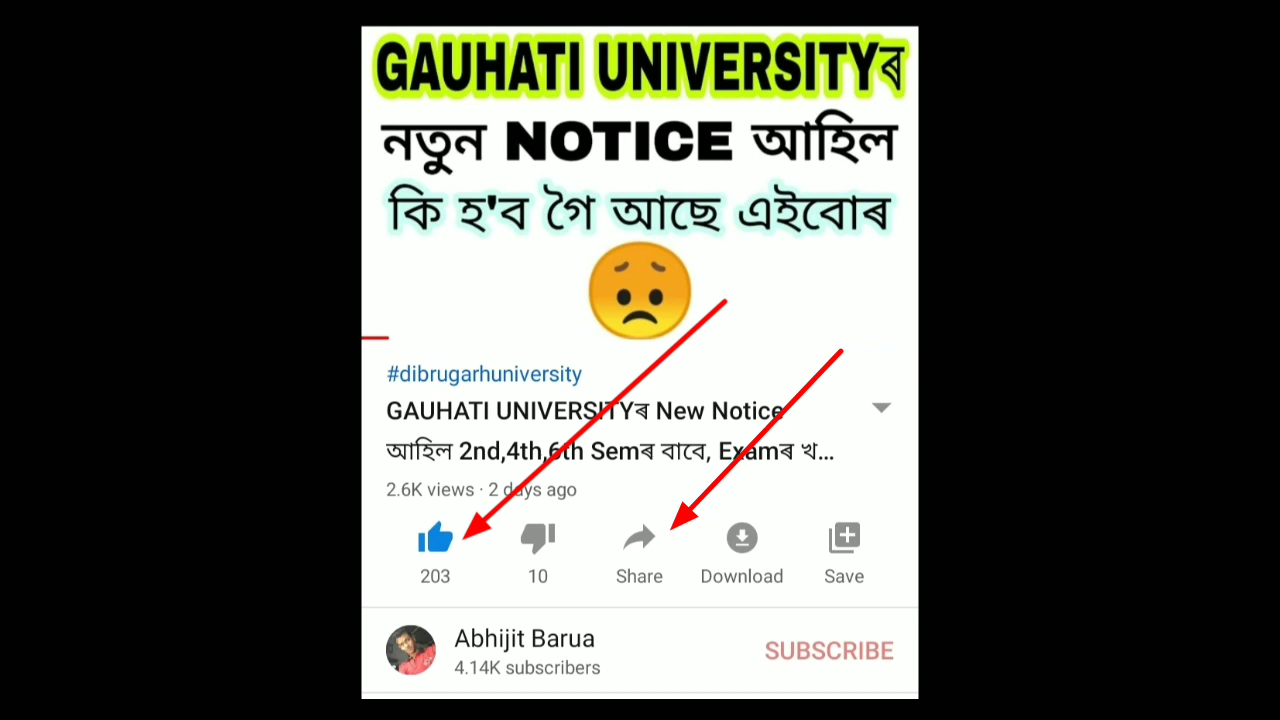 GAUHATI UNIVERSITYৰ
নতুন NOTICE আহিল
কি হ'ব গৈ আছে এইবোৰ
#dibrugarhuniversity
GAUHATI UNIVERSITYৰ New Notice
আহিল 2nd,4th,6th Semৰ বাবে, Examৰ খ...
2.6K views · 2 days ago
203 10 Share Download Save
Abhijit Barua
SUBSCRIBE
4.14K subscribers